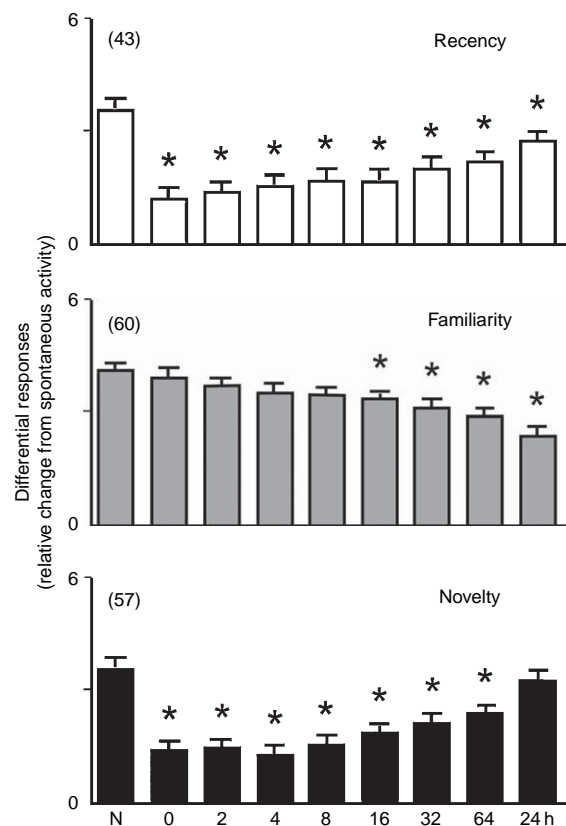 6
(43)
Recency
* * * * * * * *
0
6
(60)
Familiarity
* * * *
0
6
(57)
Novelty
* * * * * * *
0
N 0 2 4 8 16 32 64 24 h
Differential responses
(relative change from spontaneous activity)